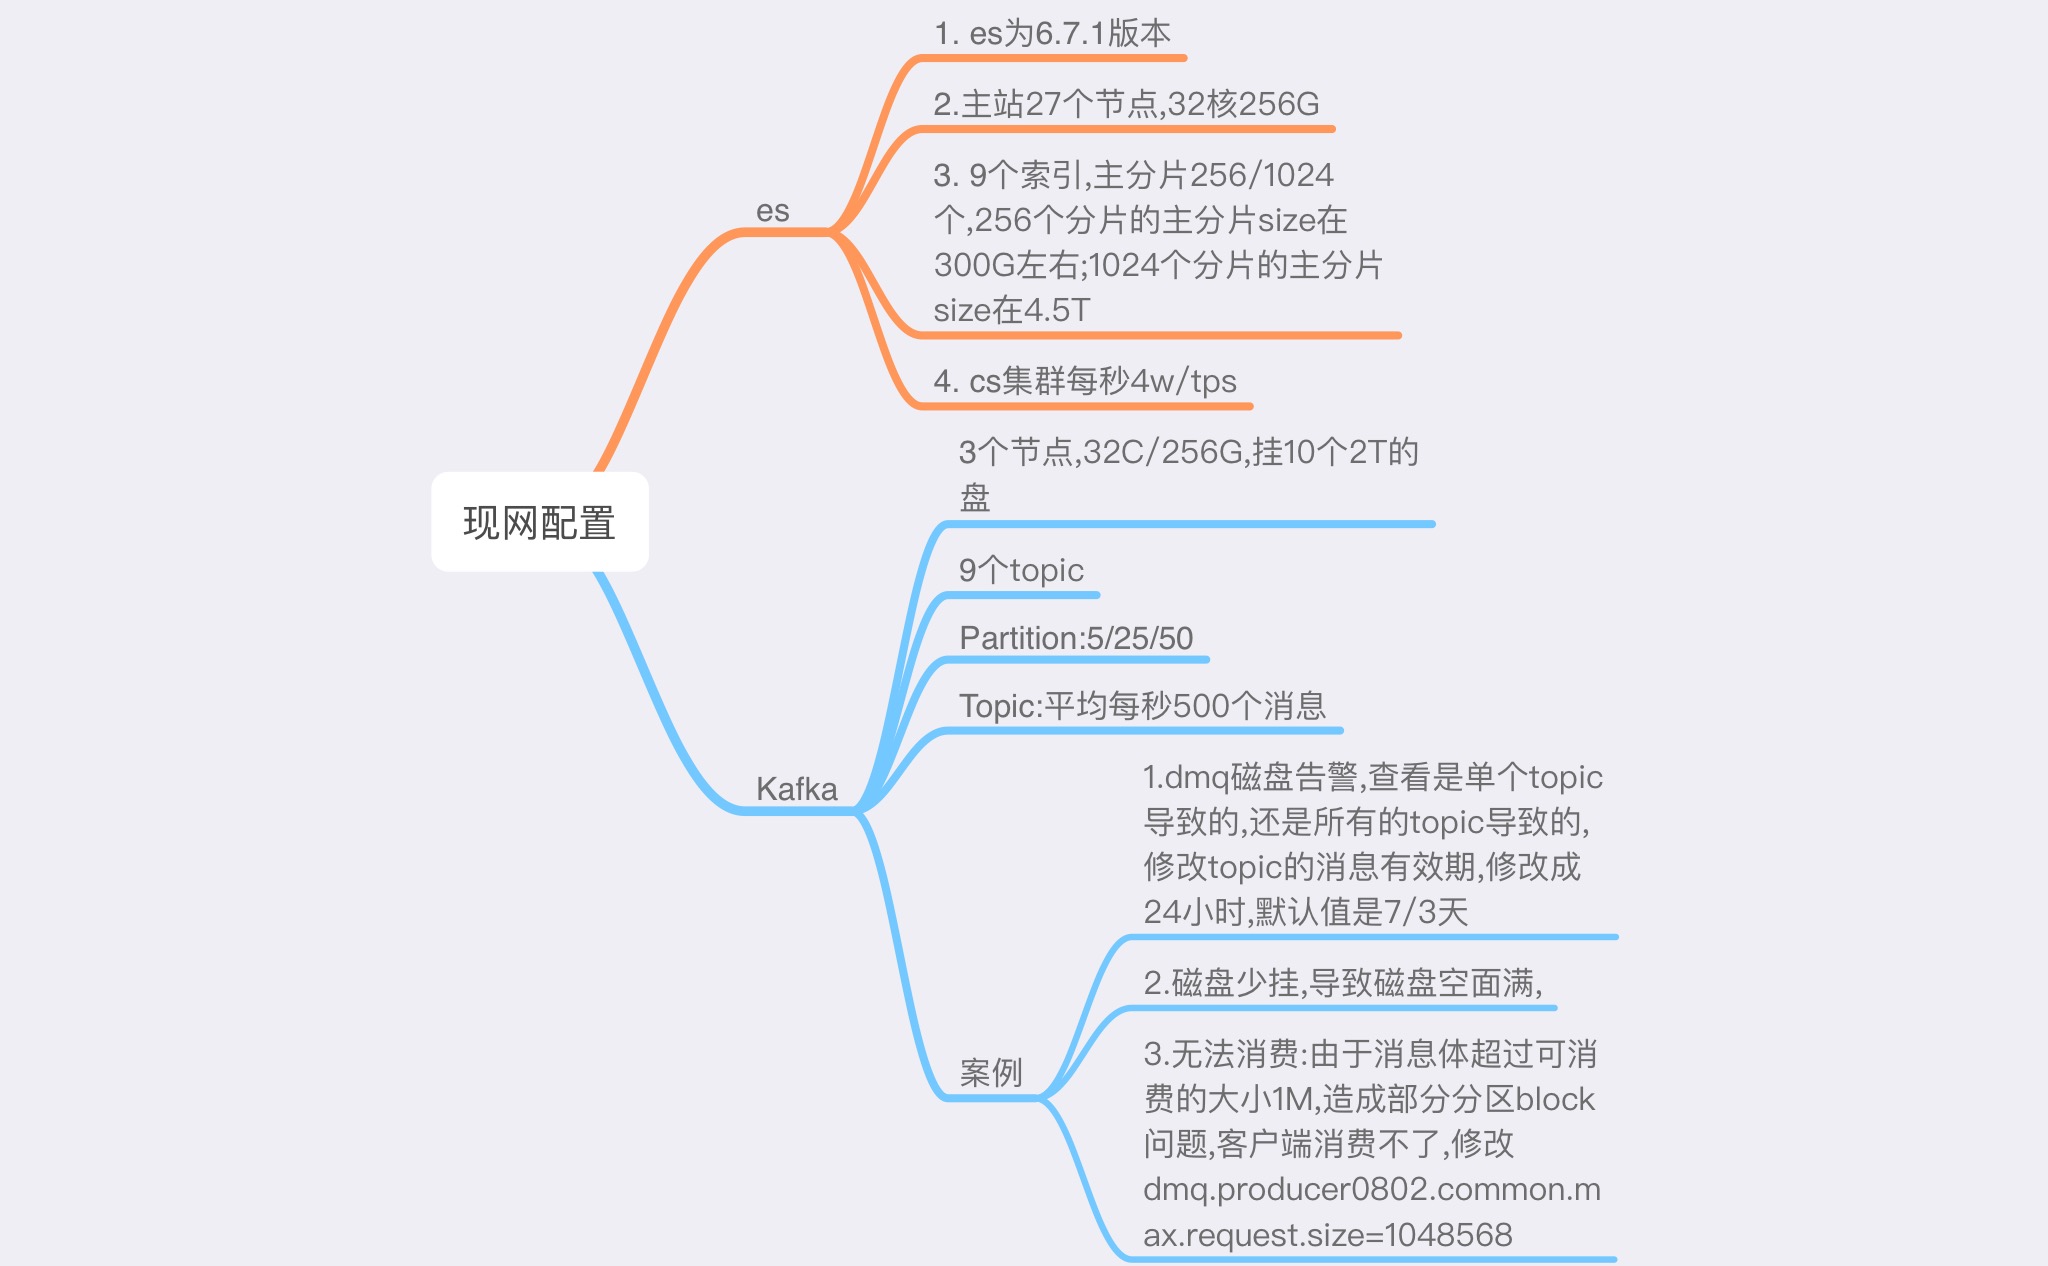 1. es为6.7.1版本
2.主站27个节点,32核256G
3. 9个索引,主分片256/1024
个,256个分片的主分片size在
300G左右;1024个分片的主分片
size在4.5T
es
4. cs集群每秒4w/tps
3个节点,32C/256G,挂10个2T的
盘
现网配置
9个topic
Partition:5/25/50
Topic:平均每秒500个消息
Kafka
1.dmq磁盘告警,查看是单个topic
导致的,还是所有的topic导致的,
修改topic的消息有效期,修改成
24小时,默认值是7/3天
2.磁盘少挂,导致磁盘空面满,
案例
3.无法消费:由于消息体超过可消
费的大小1M,造成部分分区block
问题,客户端消费不了,修改
dmq.producer0802.common.m
ax.request.size=1048568